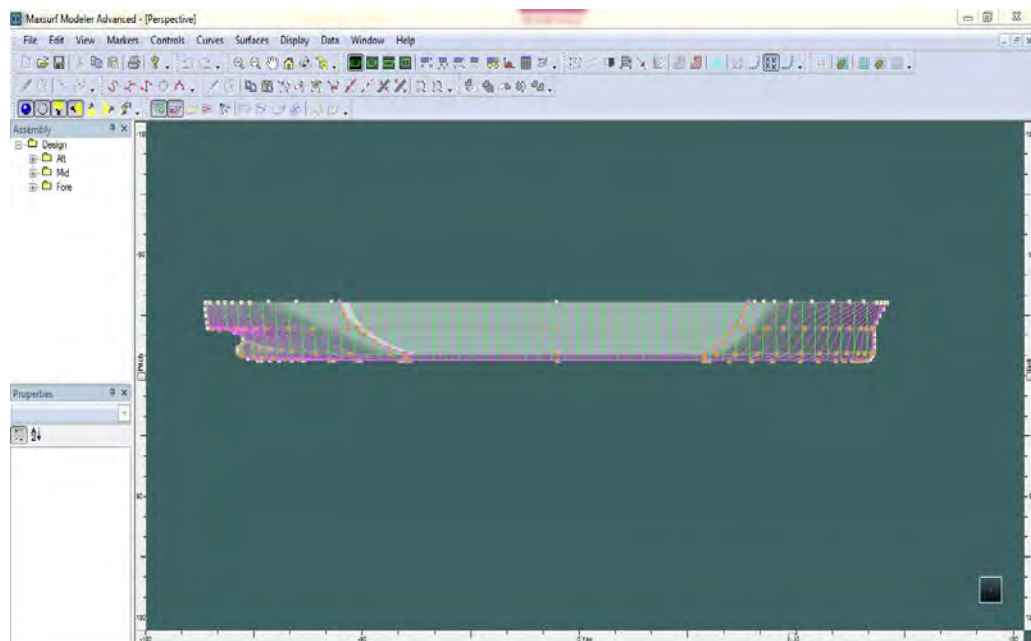 Maxsurf Modeler Advanced - [Perspective]
File Edit View Markers Controls Curves Surfaces Display Data Window Help
Assembly
Design
Aft
Mid
Fore
Pitch
Properties